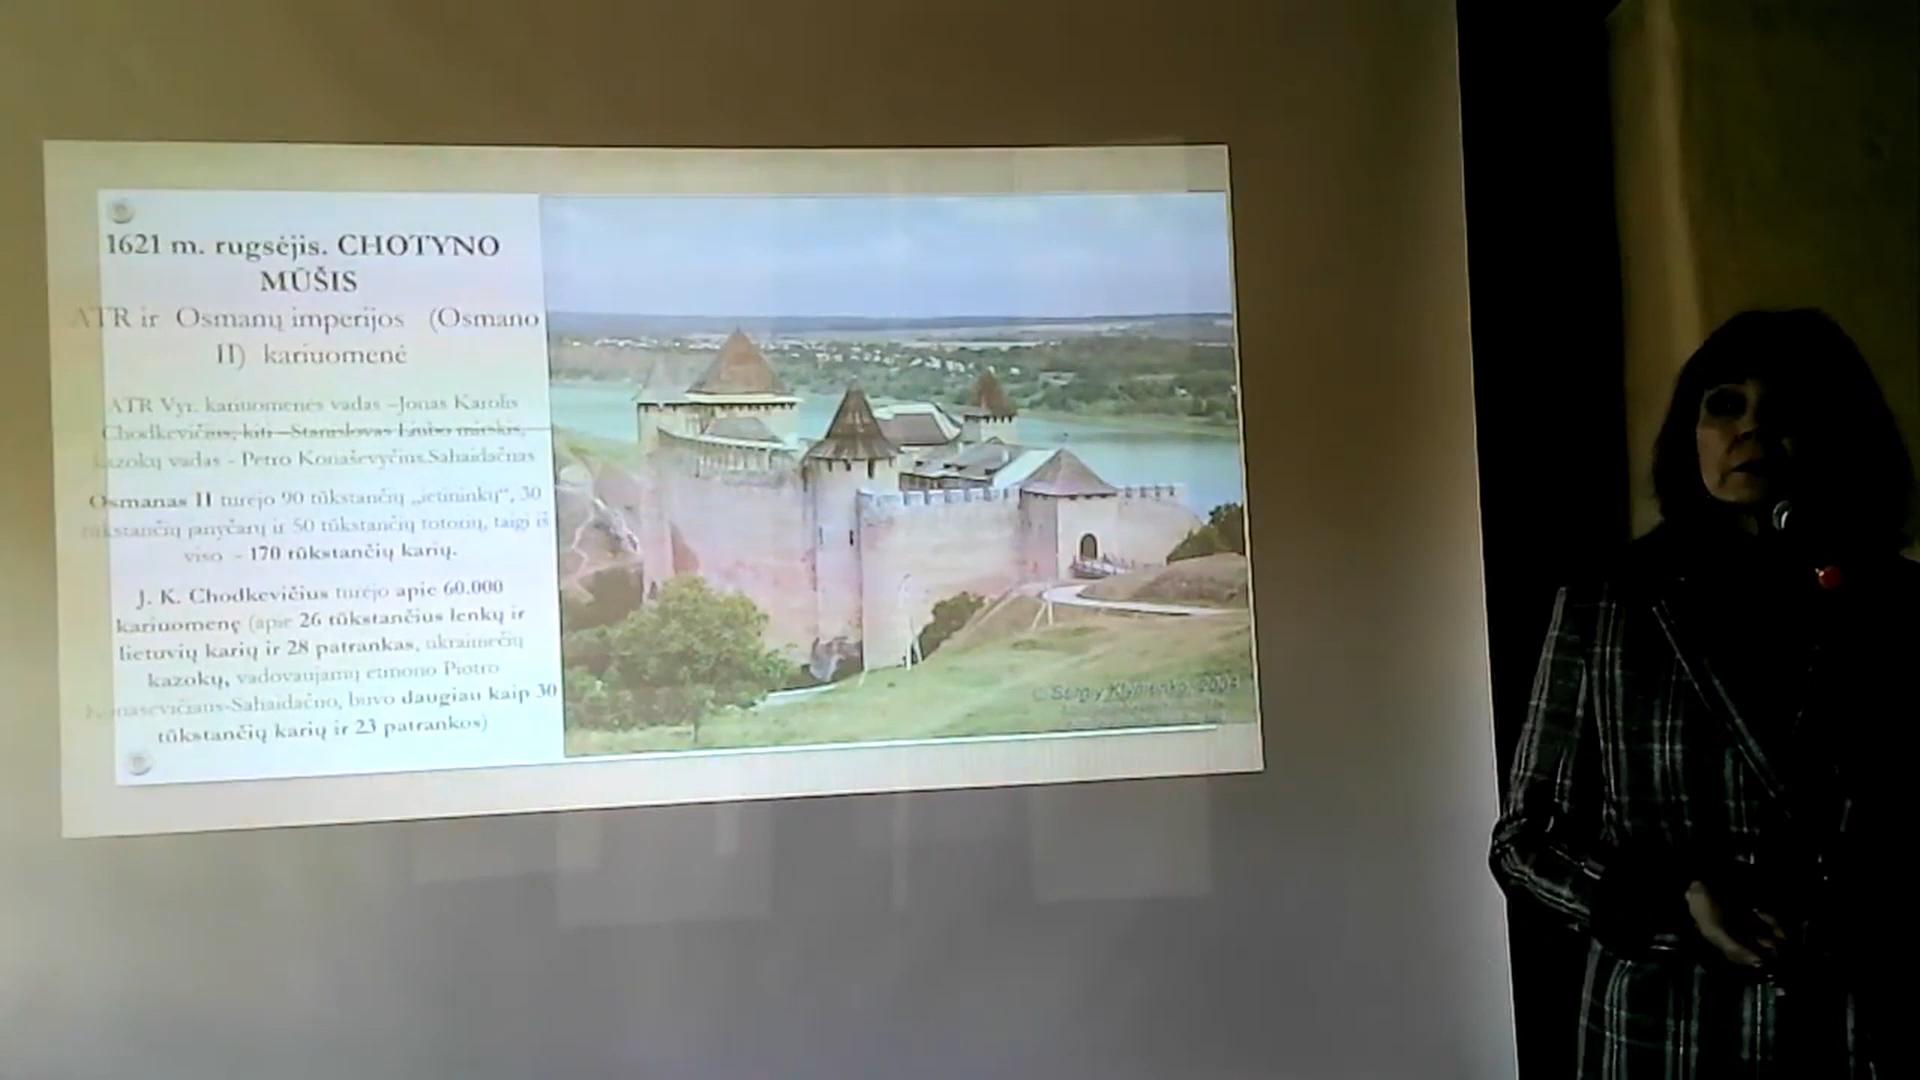 1621 m. rugsėjis. CHOTYNO
MŪŠIS
ATR ir Osmanų imperijos (Osmano
II) kariuomenė
ATR Vyr. kariuomenės vadas –Jonas Karolis
Chodkevičius, kiti –Stanislovas
kazokų vadas - Petro Konaševyčius Sahaidačnas
Osmanas II turėjo 90 tūkstančių „ietininkų“, 30
tūkstančių janyčarų ir 50 tūkstančių totorių, taigi iš
viso - 170 tūkstančių karių.
J. K. Chodkevičius turėjo apie 60.000
kariuomenę (apie 26 tūkstančius lenkų ir
lietuvių karių ir 28 patrankas, ukrainiečių
kazokų, vadovaujamų etmono Piotro
Konasevičiaus-Sahaidačno, buvo daugiau kaip 30
tūkstančių karių ir 23 patrankos)
© Sergiy Klymenko, 2004